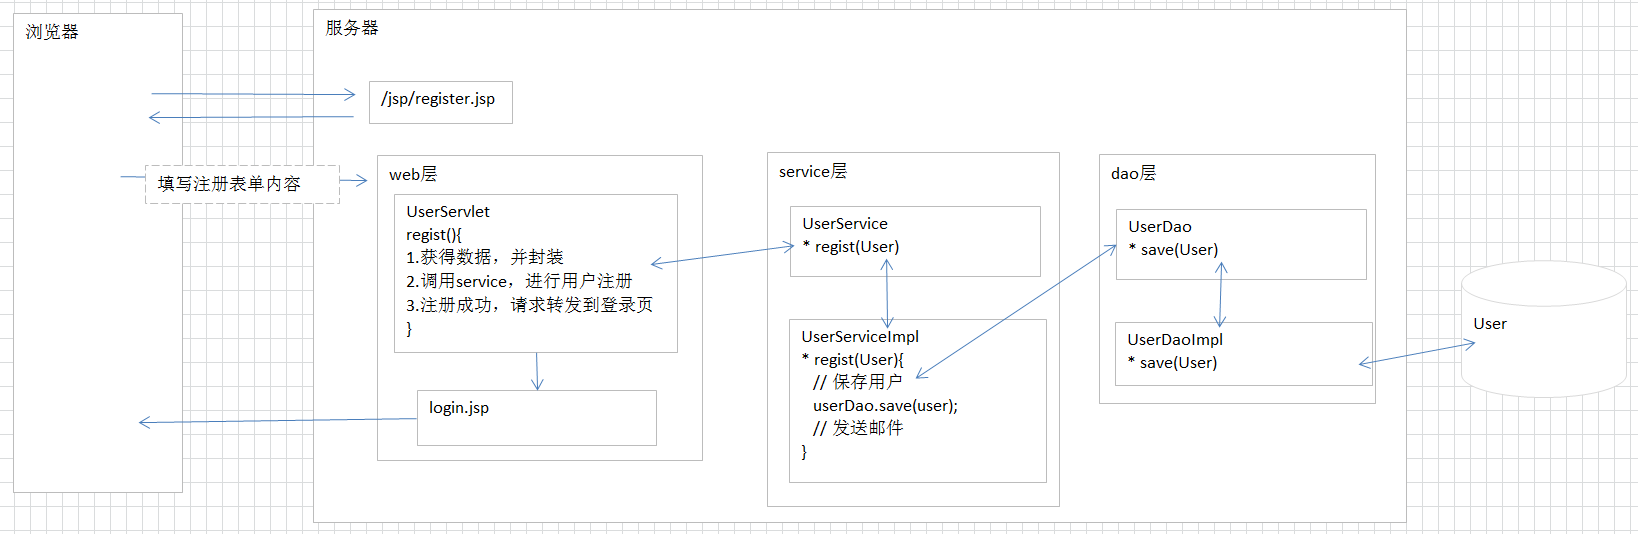 浏览器
服务器
/jsp/register.jsp
填写注册表单内容
web层
UserServlet
regist(){
1.获得数据，并封装
2.调用service，进行用户注册
3.注册成功，请求转发到登录页
}
login.jsp
service层
UserService
* regist(User)
UserServiceImpl
* regist(User){
// 保存用户
userDao.save(user);
// 发送邮件
}
dao层
UserDao
* save(User)
UserDaoImpl
* save(User)
User